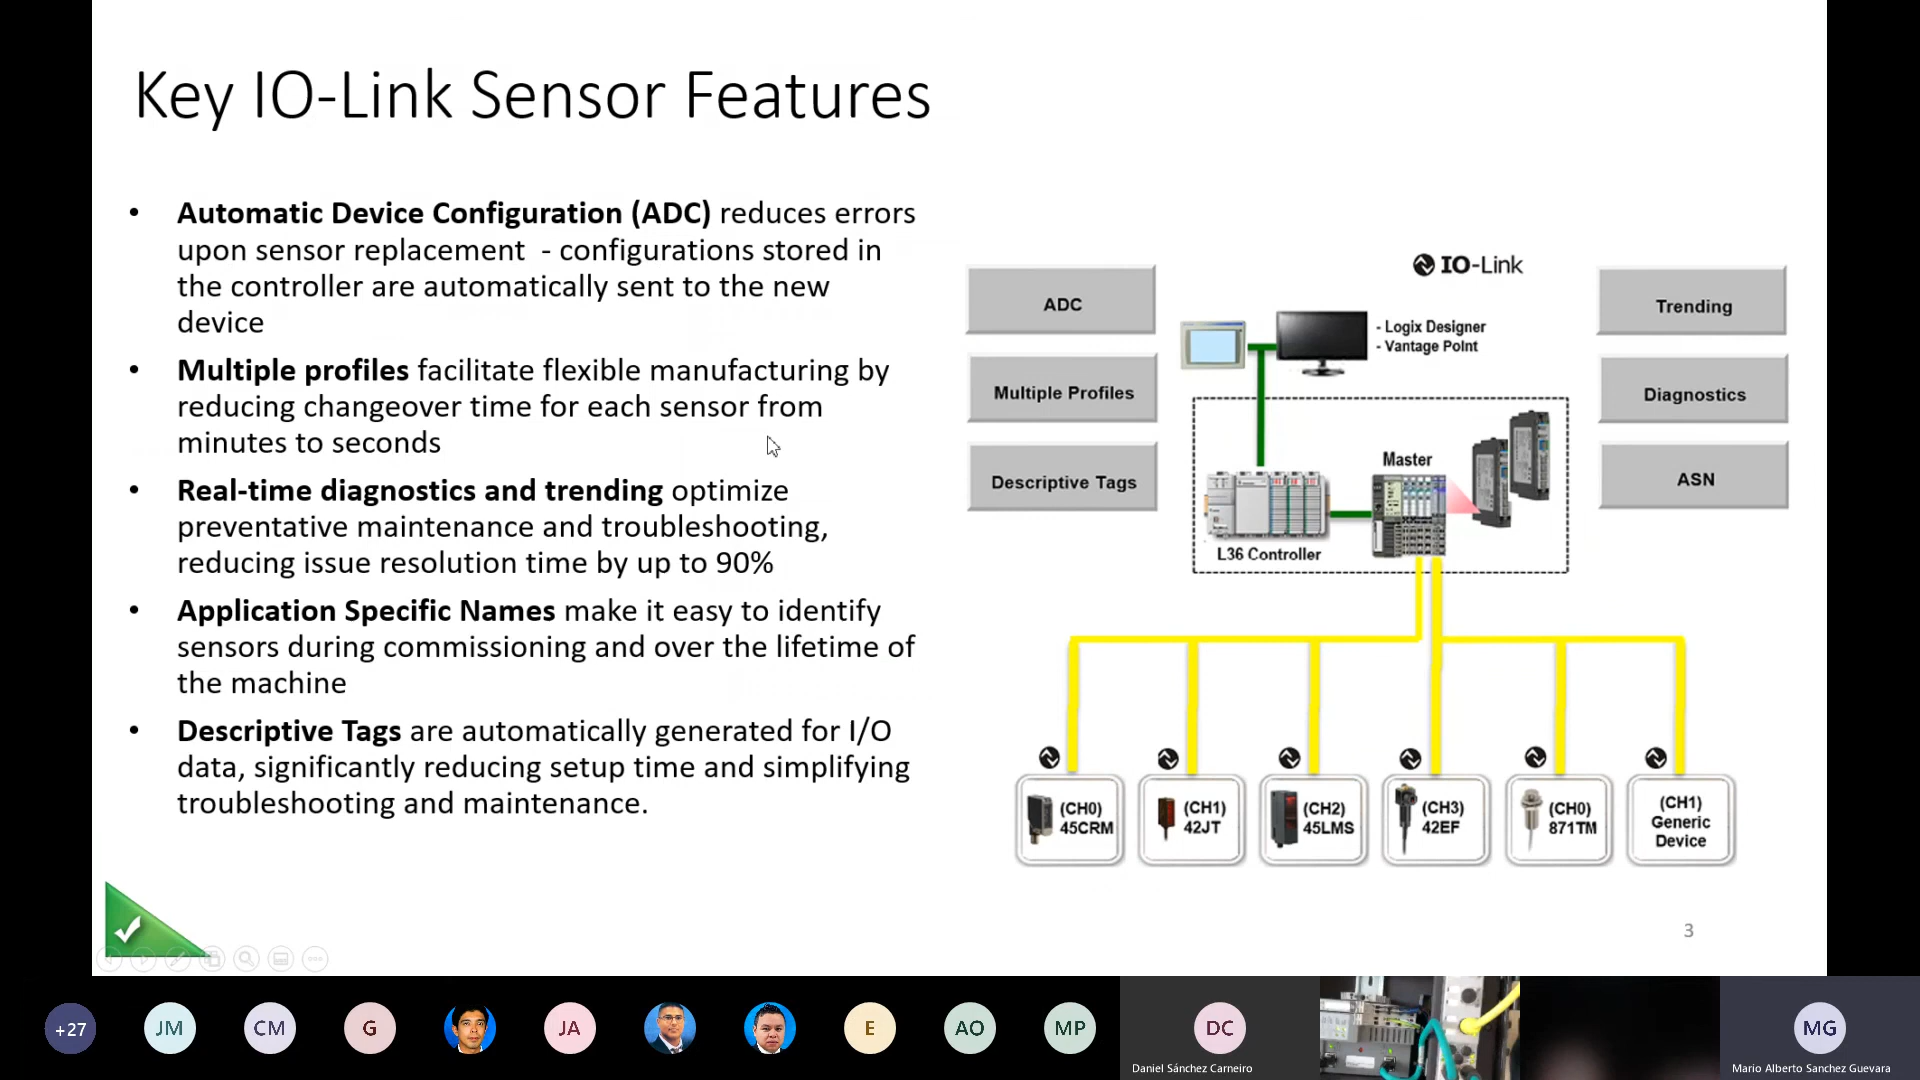 Key IO-Link Sensor Features
• Automatic Device Configuration (ADC) reduces errors
upon sensor replacement - configurations stored in
the controller are automatically sent to the new
device
• Multiple profiles facilitate flexible manufacturing by
reducing changeover time for each sensor from
minutes to seconds
• Real-time diagnostics and trending optimize
preventative maintenance and troubleshooting,
reducing issue resolution time by up to 90%
• Application Specific Names make it easy to identify
sensors during commissioning and over the lifetime of
the machine
• Descriptive Tags are automatically generated for I/O
data, significantly reducing setup time and simplifying
troubleshooting and maintenance.
IO-Link
ADC
Multiple Profiles
Descriptive Tags
- Logix Designer
- Vantage Point
Trending
Diagnostics
ASN
Master
L36 Controller
(CH0)
45CRM
(CH1)
42JT
(CH2)
45LMS
(CH3)
42EF
(CH0)
871TM
(CH1)
Generic
Device
3
+27
JM
CM
G
JA
E
AO
MP
DC
Daniel Sánchez Carneiro
MG
Mario Alberto Sanchez Guevara